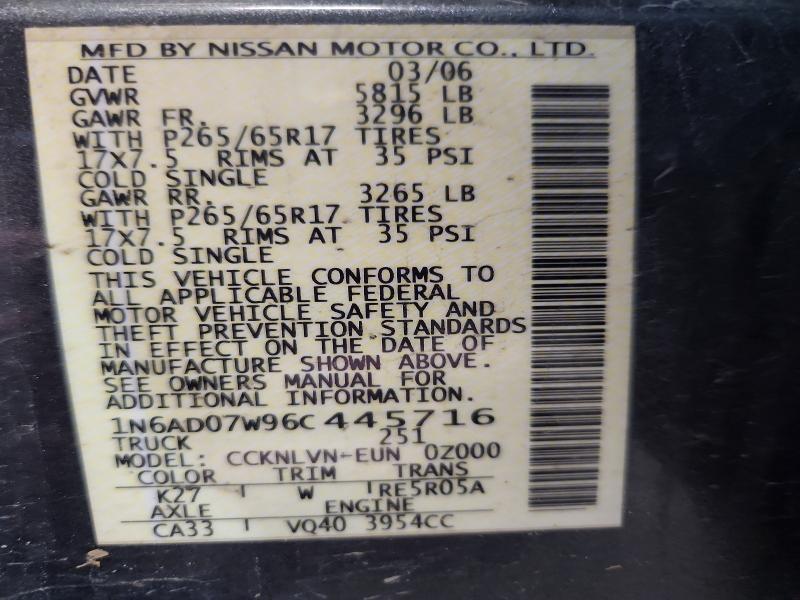 MFD BY NISSAN MOTOR CO., LTD.
DATE 03/06
GVWR 5815 LB
GAWR FR. 3296 LB
WITH P265/65R17 TIRES
17X7.5 RIMS AT 35 PSI
COLD SINGLE
GAWR RR. 3265 LB
WITH P265/65R17 TIRES
17X7.5 RIMS AT 35 PSI
COLD SINGLE
THIS VEHICLE CONFORMS TO
ALL APPLICABLE FEDERAL
MOTOR VEHICLE SAFETY AND
THEFT PREVENTION STANDARDS
IN EFFECT ON THE DATE OF
MANUFACTURE SHOWN ABOVE.
SEE OWNERS MANUAL FOR
ADDITIONAL INFORMATION.
1N6AD07W96C445716
TRUCK 251
MODEL: CCKNLVN-EUN 0Z000
COLOR TRIM TRANS
K27 W RE5R05A
AXLE ENGINE
CA33 VQ40 3954CC